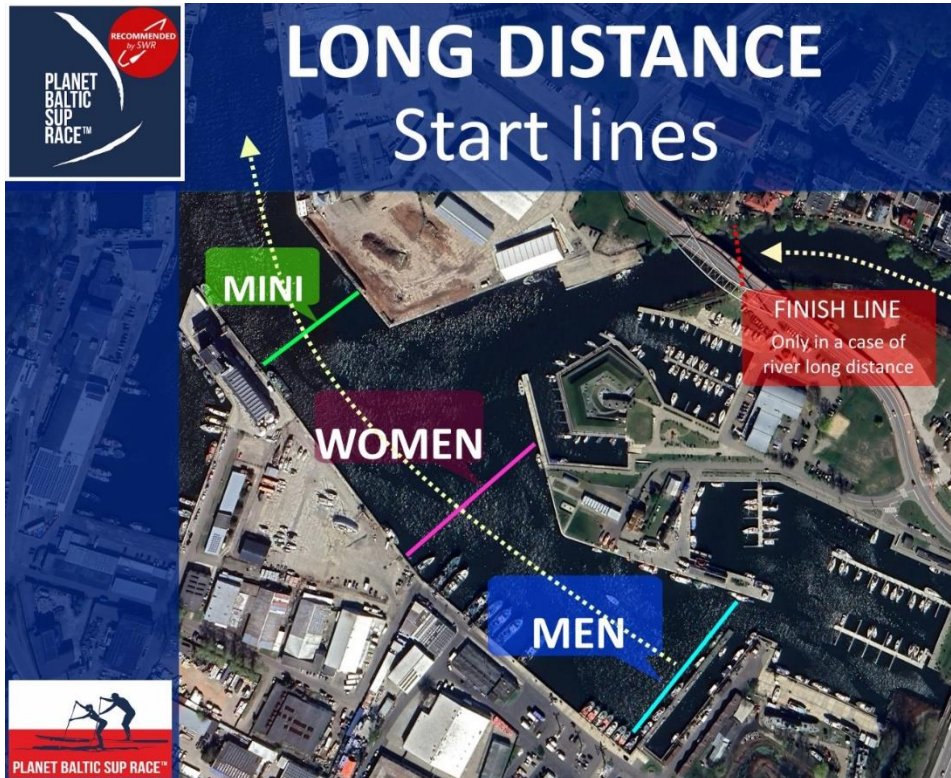 RECOMMENDED
by SWR
PLANET
BALTIC
SUP
RACE™
LONG DISTANCE
Start lines
MINI
FINISH LINE
Only in a case of
river long distance
WOMEN
MEN
PLANET BALTIC SUP RACE™